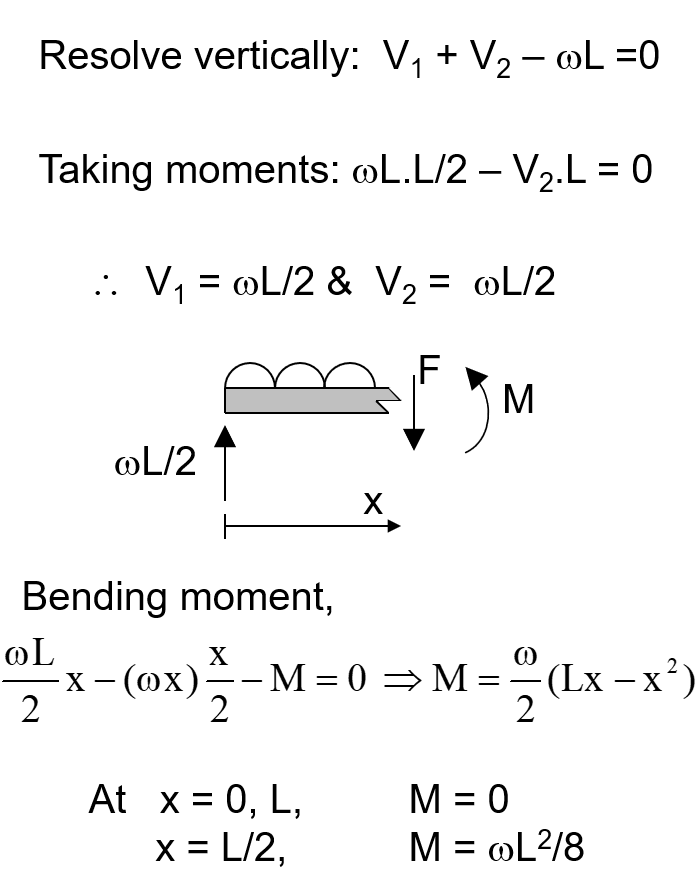 Resolve vertically: V₁ + V₂ – ωL =0
Taking moments: ωL.L/2 – V₂.L = 0
∴ V₁ = ωL/2 & V₂ = ωL/2
F
M
ωL/2
x
Bending moment,
ωL/2 x – (ωx) x/2 – M = 0 ⇒ M = ω/2 (Lx – x²)
At x = 0, L, M = 0
x = L/2, M = ωL²/8